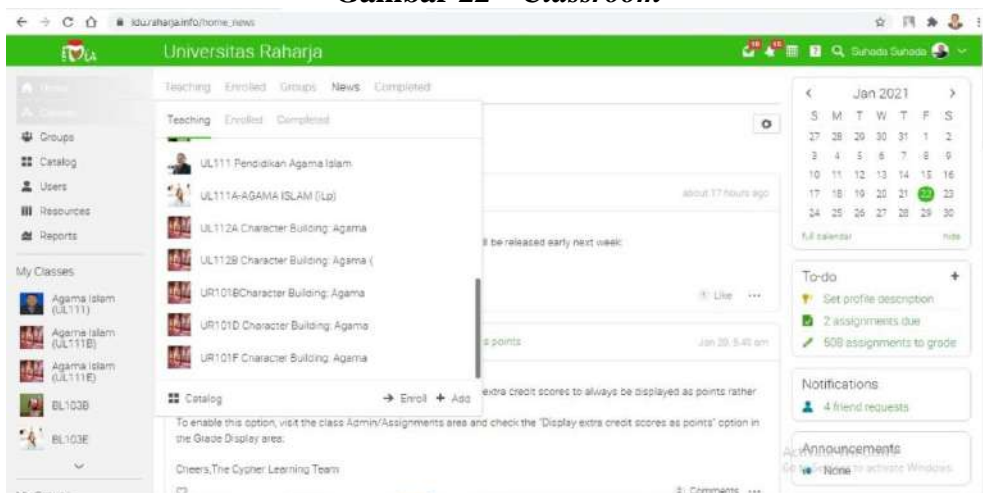 Gambar 22 Classroom
idu.raharja.info/home_news
Universitas Raharja
Suhada Suhada
Teaching Enrolled Groups News Completed
Home
Classes
Groups
Catalog
Users
Resources
Reports
My Classes
Agama Islam
(UL111)
Agama Islam
(UL111B)
Agama Islam
(UL111E)
BL103B
BL103E
Teaching Enrolled Completed
UL111 Pendidikan Agama Islam
UL111A-AGAMA ISLAM (iLp)
UL112A Character Building: Agama
UL112B Character Building: Agama (
UR101BCharacter Building: Agama
UR101D Character Building: Agama
UR101F Character Building: Agama
Catalog Enroll + Add
about 17 hours ago
ll be released early next week.
1 Like ...
s points Jan 20, 5:40 am
extra credit scores to always be displayed as points rather
To enable this option, visit the class Admin/Assignments area and check the "Display extra credit scores as points" option in
the Grade Display area.
Cheers,The Cypher Learning Team
Comments ...
< Jan 2021 >
S M T W T F S
27 28 29 30 31 1 2
3 4 5 6 7 8 9
10 11 12 13 14 15 16
17 18 19 20 21 22 23
24 25 26 27 28 29 30
full calendar hide
To-do +
Set profile description
2 assignments due
508 assignments to grade
Notifications
4 friend requests
Announcements
None